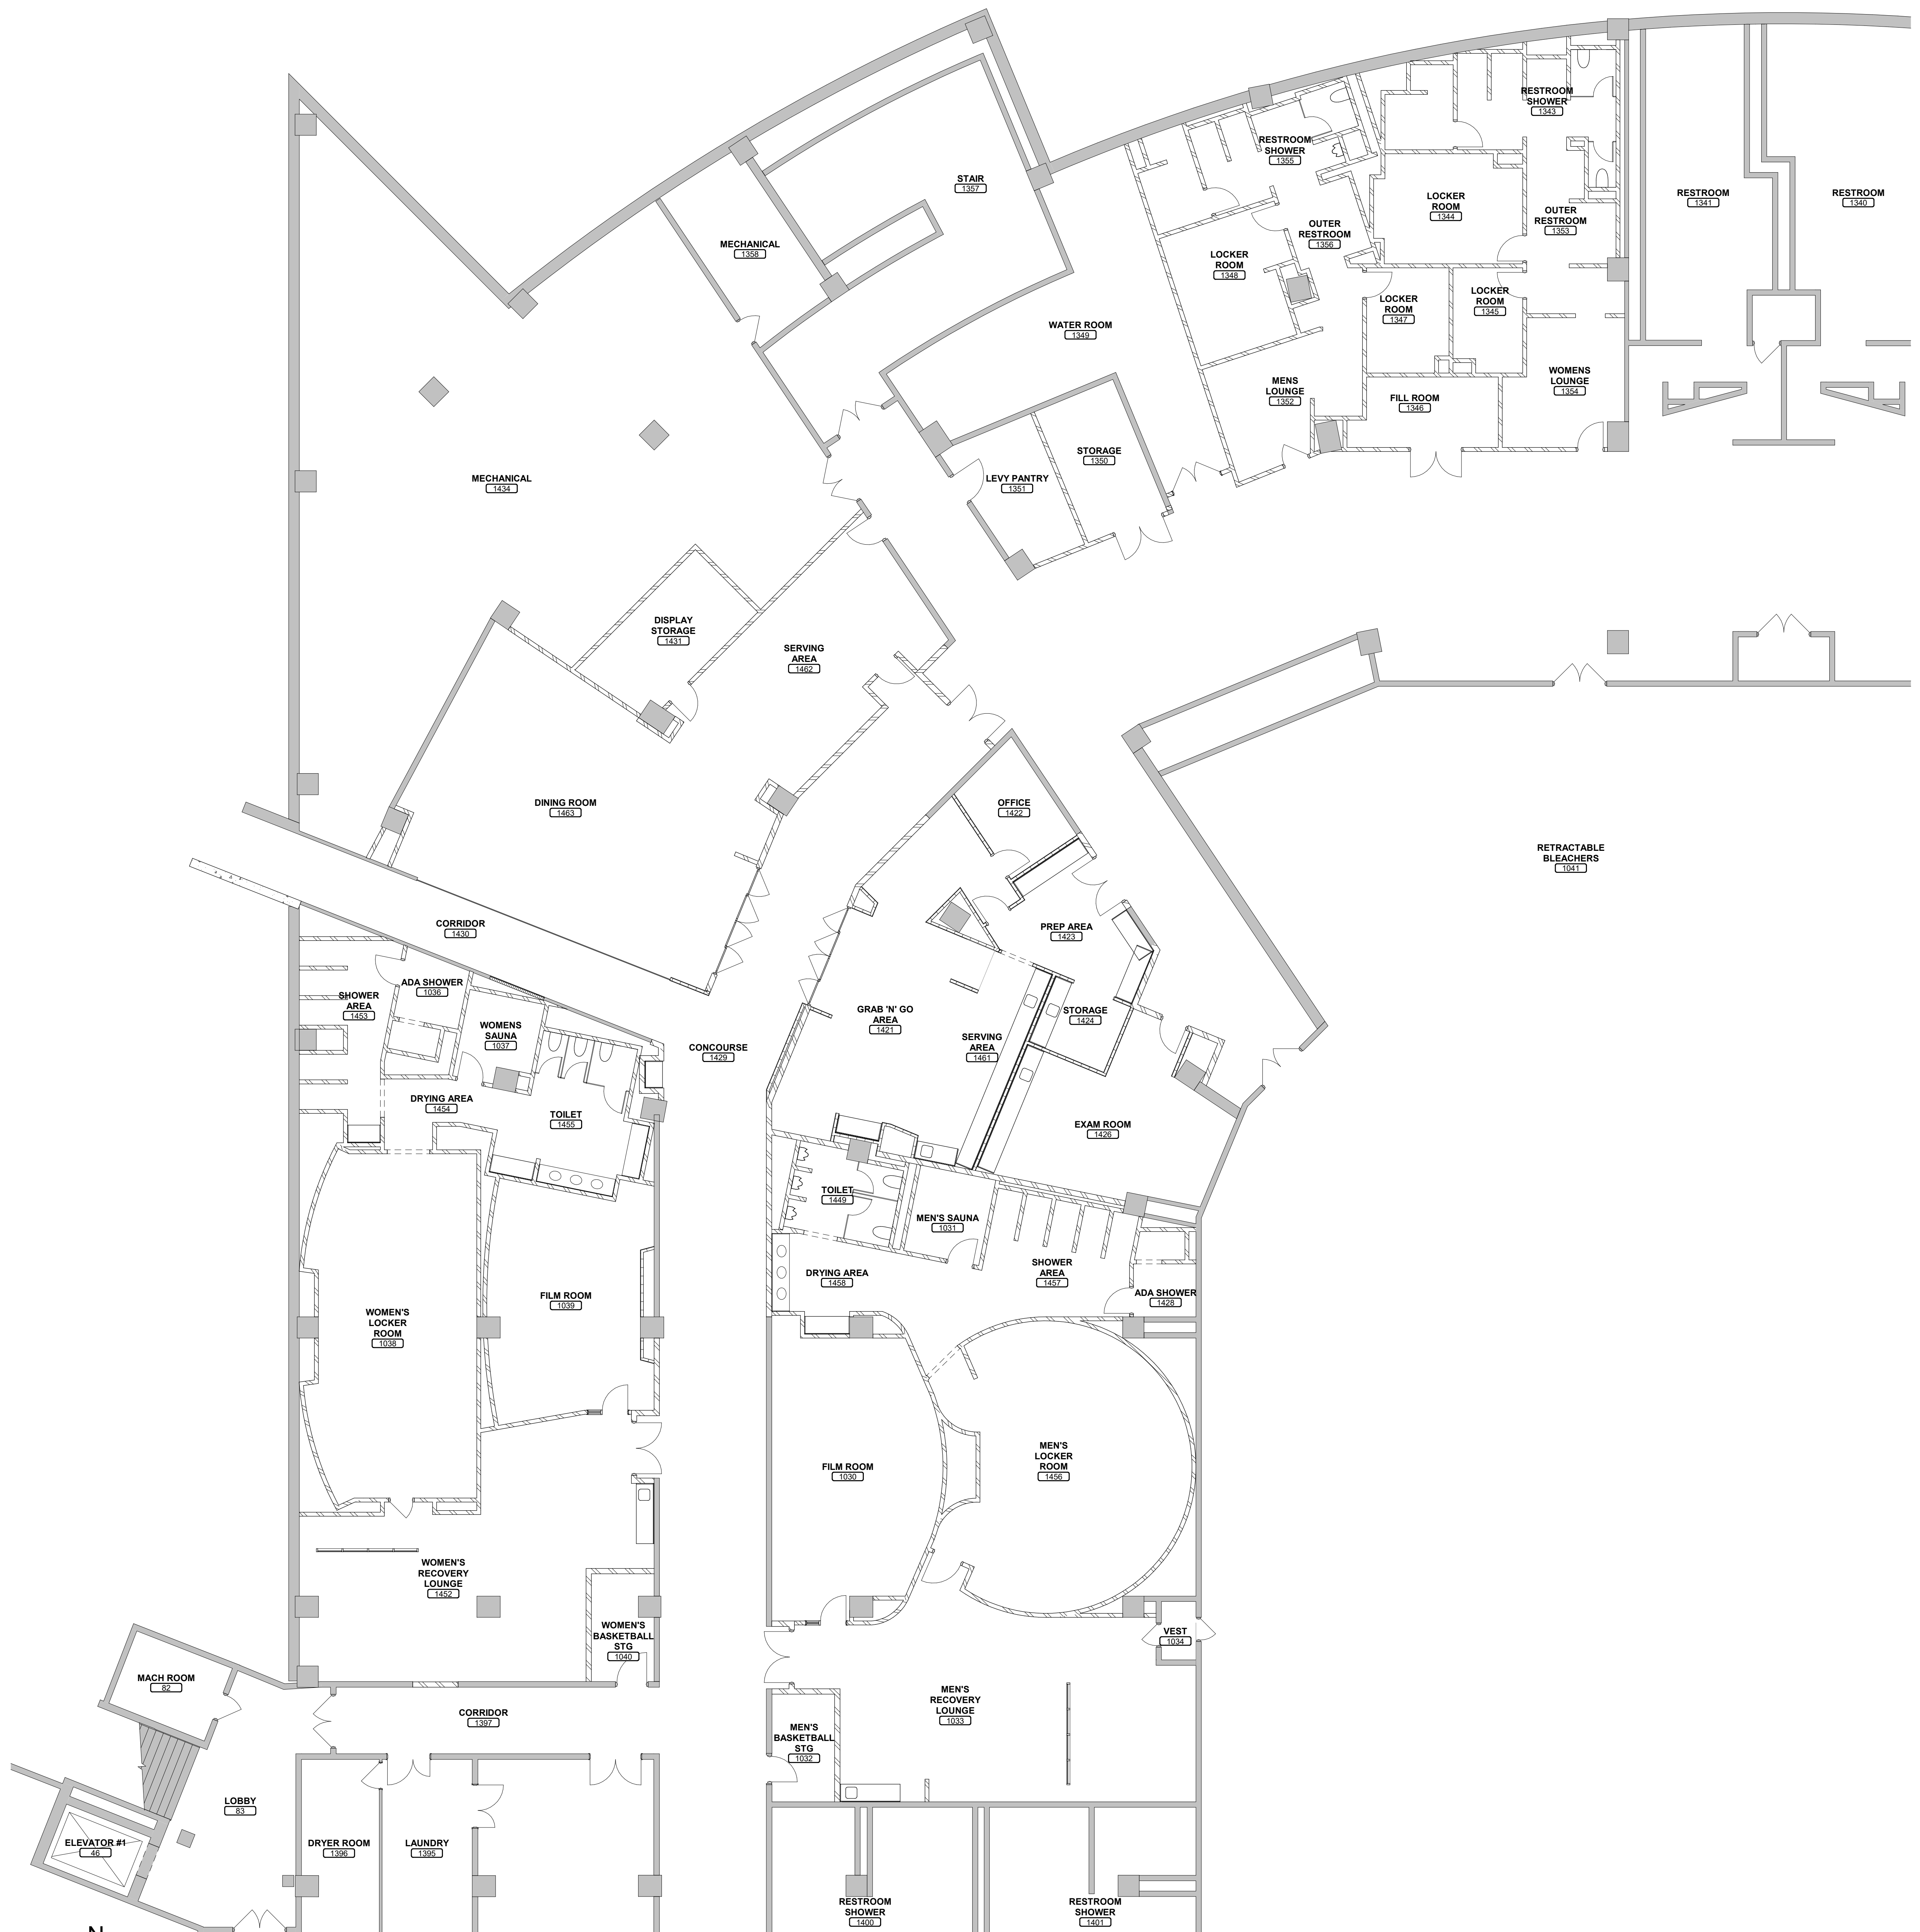 RESTROOM
SHOWER
1343
RESTROOM
SHOWER
1355
STAIR
1357
LOCKER
ROOM
1344
RESTROOM
1341
RESTROOM
1340
OUTER
RESTROOM
1353
OUTER
RESTROOM
1356
MECHANICAL
1358
LOCKER
ROOM
1348
LOCKER
ROOM
1347
LOCKER
ROOM
1345
WATER ROOM
1349
MENS
LOUNGE
1352
WOMENS
LOUNGE
1354
FILL ROOM
1346
MECHANICAL
1434
LEVY PANTRY
1351
STORAGE
1350
DISPLAY
STORAGE
1431
SERVING
AREA
1462
DINING ROOM
1463
OFFICE
1422
RETRACTABLE
BLEACHERS
1041
CORRIDOR
1430
PREP AREA
1423
ADA SHOWER
1036
SHOWER
AREA
1453
WOMENS
SAUNA
1037
GRAB 'N' GO
AREA
1421
STORAGE
1424
SERVING
AREA
1461
CONCOURSE
1429
DRYING AREA
1454
TOILET
1455
EXAM ROOM
1426
TOILET
1449
MEN'S SAUNA
1031
DRYING AREA
1458
SHOWER
AREA
1457
ADA SHOWER
1428
FILM ROOM
1039
WOMEN'S
LOCKER
ROOM
1038
FILM ROOM
1030
MEN'S
LOCKER
ROOM
1456
WOMEN'S
RECOVERY
LOUNGE
1452
WOMEN'S
BASKETBALL
STG
1040
VEST
1034
MACH ROOM
82
CORRIDOR
1397
MEN'S
RECOVERY
LOUNGE
1033
MEN'S
BASKETBALL
STG
1032
LOBBY
83
ELEVATOR #1
46
DRYER ROOM
1396
LAUNDRY
1395
RESTROOM
SHOWER
1400
RESTROOM
SHOWER
1401
N